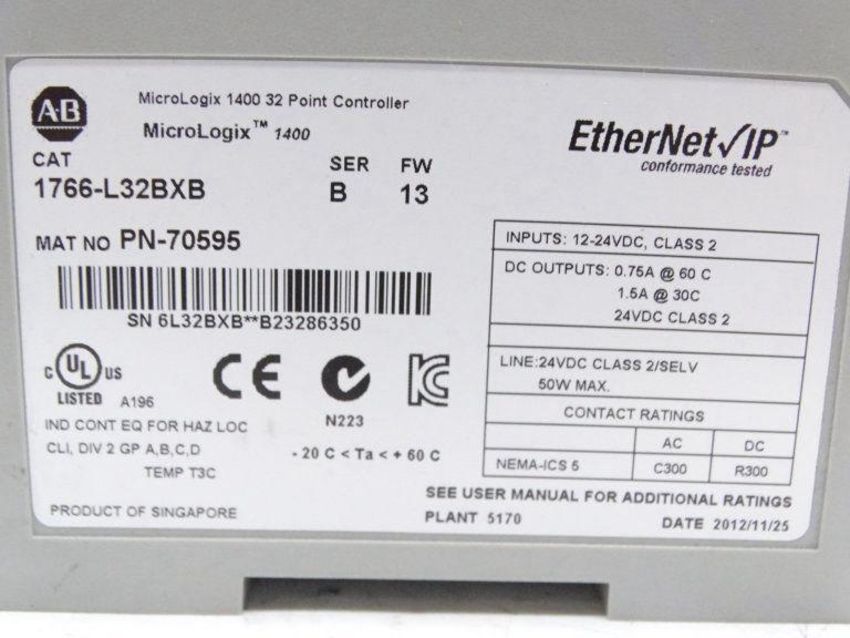 A·B
MicroLogix 1400 32 Point Controller
MicroLogix™ 1400
EtherNet/IP™
conformance tested
CAT SER FW
1766-L32BXB B 13
MAT NO PN-70595
SN 6L32BXB**B23286350
INPUTS: 12-24VDC, CLASS 2
DC OUTPUTS: 0.75A @ 60 C
1.5A @ 30C
24VDC CLASS 2
LINE:24VDC CLASS 2/SELV
50W MAX.
CONTACT RATINGS
AC DC
NEMA-ICS 5 C300 R300
c UL US
LISTED A196
CE
N223
IND CONT EQ FOR HAZ LOC
CLI, DIV 2 GP A,B,C,D
TEMP T3C
- 20 C < Ta < + 60 C
SEE USER MANUAL FOR ADDITIONAL RATINGS
PRODUCT OF SINGAPORE
PLANT 5170
DATE 2012/11/25